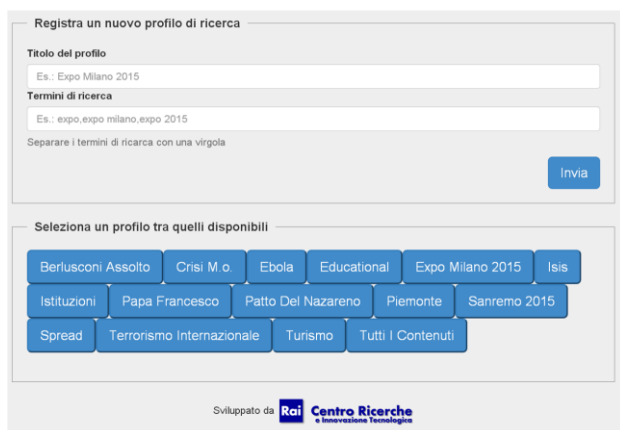 Registra un nuovo profilo di ricerca
Titolo del profilo
Es.: Expo Milano 2015
Termini di ricerca
Es.: expo,expo milano,expo 2015
Separare i termini di ricarca con una virgola
Invia
Seleziona un profilo tra quelli disponibili
Berlusconi Assolto Crisi M.o. Ebola Educational Expo Milano 2015 Isis
Istituzioni Papa Francesco Patto Del Nazareno Piemonte Sanremo 2015
Spread Terrorismo Internazionale Turismo Tutti I Contenuti
Sviluppato da Rai Centro Ricerche
e Innovazione Tecnologica